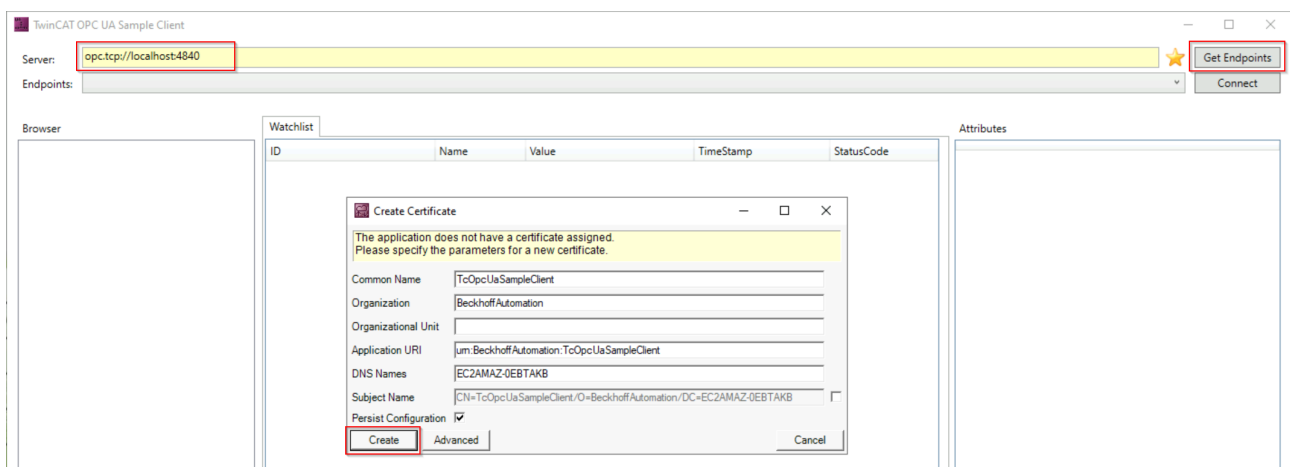 TwinCAT OPC UA Sample Client
Server: opc.tcp://localhost:4840 Get Endpoints
Endpoints: Connect
Browser Watchlist Attributes
ID Name Value TimeStamp StatusCode
Create Certificate
The application does not have a certificate assigned.
Please specify the parameters for a new certificate.
Common Name TcOpcUaSampleClient
Organization BeckhoffAutomation
Organizational Unit
Application URI urn:BeckhoffAutomation:TcOpcUaSampleClient
DNS Names EC2AMAZ-0EBTAKB
Subject Name CN=TcOpcUaSampleClient/O=BeckhoffAutomation/DC=EC2AMAZ-0EBTAKB
Persist Configuration
Create Advanced Cancel